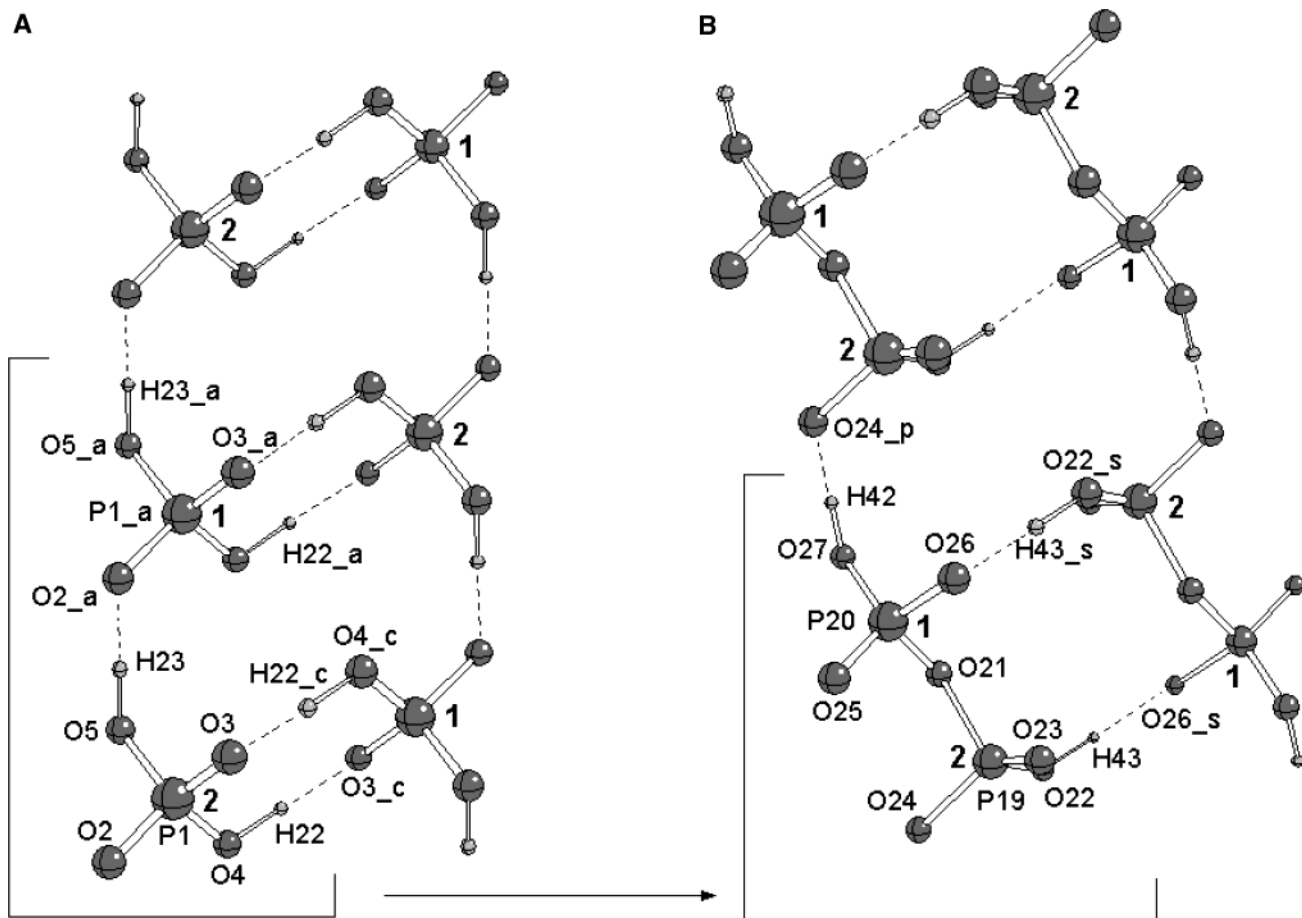 A
1
2
H23_a
O5_a
O3_a
2
P1_a
1
H22_a
O2_a
O4_c
H23
H22_c
O5
O3
1
O3_c
2
O2
P1
H22
O4
B
2
1
1
2
O24_p
O22_s
H42
2
O27
O26
H43_s
P20
1
O21
1
O25
O26_s
O23
2
H43
O24
P19
O22